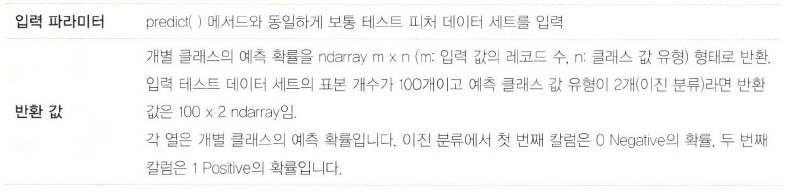 입력 파라미터 predict( ) 메서드와 동일하게 보통 테스트 피처 데이터 세트를 입력
개별 클래스의 예측 확률을 ndarray m x n (m: 입력 값의 레코드 수, n: 클래스 값 유형) 형태로 반환.
입력 테스트 데이터 세트의 표본 개수가 100개이고 예측 클래스 값 유형이 2개(이진 분류)라면 반환
반환 값 값은 100 x 2 ndarray임.
각 열은 개별 클래스의 예측 확률입니다. 이진 분류에서 첫 번째 칼럼은 0 Negative의 확률, 두 번째
칼럼은 1 Positive의 확률입니다.